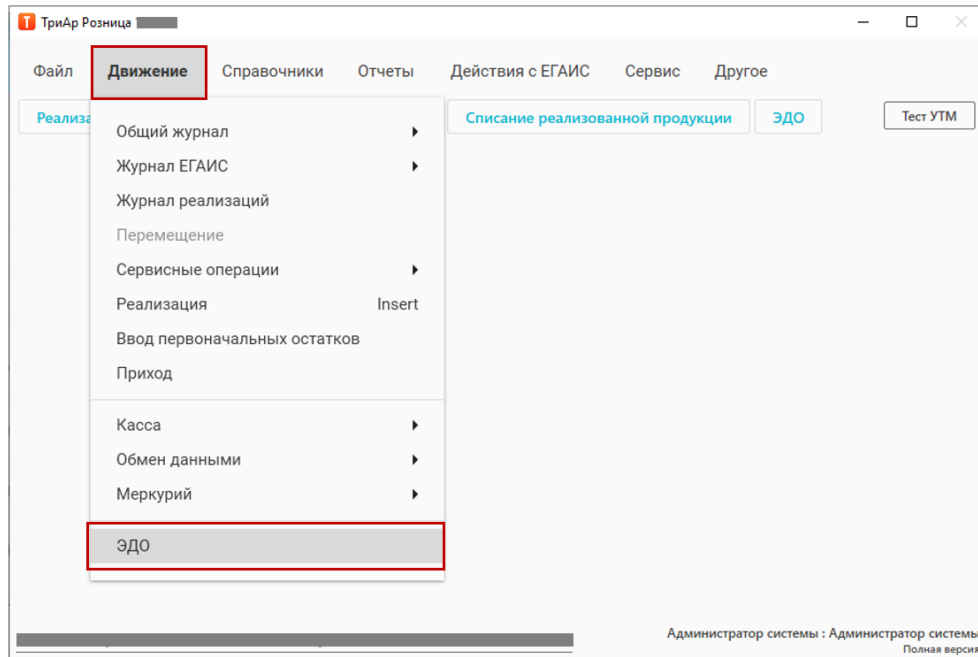 ТриАр Розница
Файл Движение Справочники Отчеты Действия с ЕГАИС Сервис Другое
Реализа Списание реализованной продукции ЭДО Тест УТМ
Общий журнал
Журнал ЕГАИС
Журнал реализаций
Перемещение
Сервисные операции
Реализация Insert
Ввод первоначальных остатков
Приход
Касса
Обмен данными
Меркурий
ЭДО
Администратор системы : Администратор системы
Полная версия